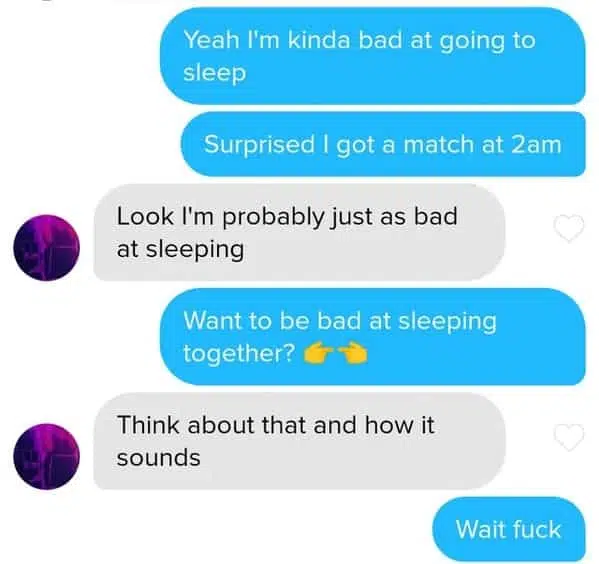 Yeah I'm kinda bad at going to
sleep
Surprised I got a match at 2am
Look I'm probably just as bad
at sleeping
Want to be bad at sleeping
together? 👉👈
Think about that and how it
sounds
Wait fuck